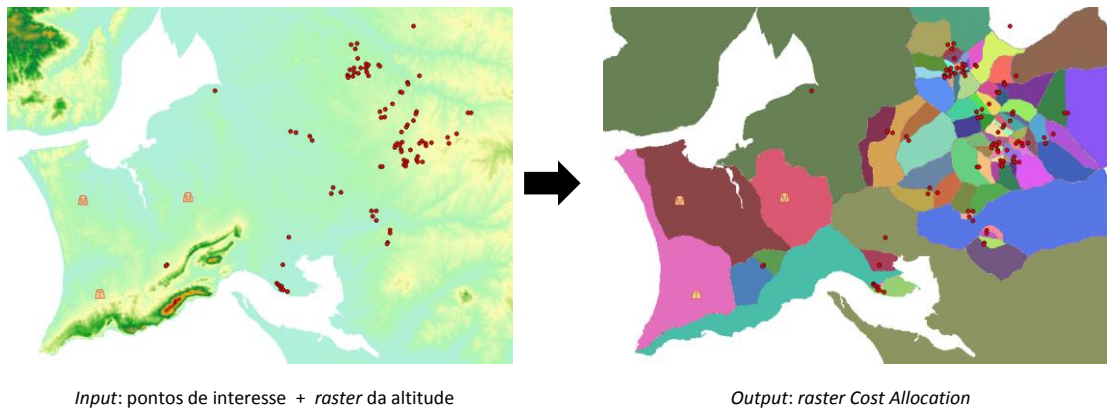 Input: pontos de interesse + raster da altitude
Output: raster Cost Allocation